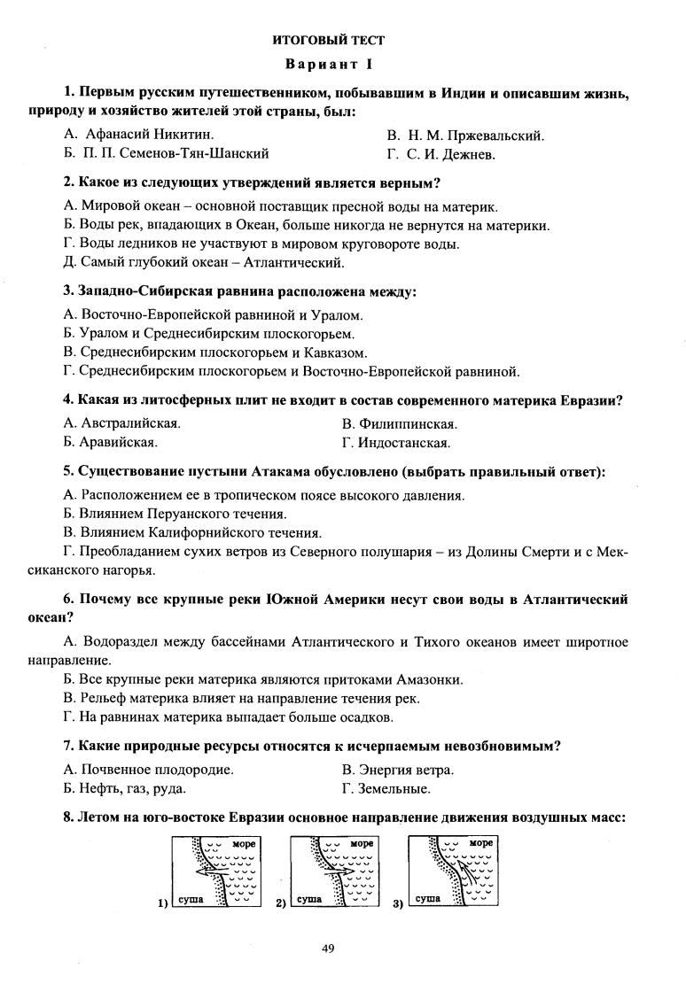 ИТОГОВЫЙ ТЕСТ
Вариант I
1. Первым русским путешественником, побывавшим в Индии и описавшим жизнь,
природу и хозяйство жителей этой страны, был:
А. Афанасий Никитин.
В. Н. М. Пржевальский.
Б. П. П. Семенов-Тян-Шанский
Г. С. И. Дежнев.
2. Какое из следующих утверждений является верным?
А. Мировой океан – основной поставщик пресной воды на материк.
Б. Воды рек, впадающих в Океан, больше никогда не вернутся на материки.
Г. Воды ледников не участвуют в мировом круговороте воды.
Д. Самый глубокий океан – Атлантический.
3. Западно-Сибирская равнина расположена между:
А. Восточно-Европейской равниной и Уралом.
Б. Уралом и Среднесибирским плоскогорьем.
В. Среднесибирским плоскогорьем и Кавказом.
Г. Среднесибирским плоскогорьем и Восточно-Европейской равниной.
4. Какая из литосферных плит не входит в состав современного материка Евразии?
А. Австралийская.
В. Филиппинская.
Б. Аравийская.
Г. Индостанская.
5. Существование пустыни Атакама обусловлено (выбрать правильный ответ):
А. Расположением ее в тропическом поясе высокого давления.
Б. Влиянием Перуанского течения.
В. Влиянием Калифорнийского течения.
Г. Преобладанием сухих ветров из Северного полушария – из Долины Смерти и с Мек-
сиканского нагорья.
6. Почему все крупные реки Южной Америки несут свои воды в Атлантический
океан?
А. Водораздел между бассейнами Атлантического и Тихого океанов имеет широтное
направление.
Б. Все крупные реки материка являются притоками Амазонки.
В. Рельеф материка влияет на направление течения рек.
Г. На равнинах материка выпадает больше осадков.
7. Какие природные ресурсы относятся к исчерпаемым невозбновимым?
А. Почвенное плодородие.
В. Энергия ветра.
Б. Нефть, газ, руда.
Г. Земельные.
8. Летом на юго-востоке Евразии основное направление движения воздушных масс:
море
море
море
1) суша
2) суша
3) суша
49